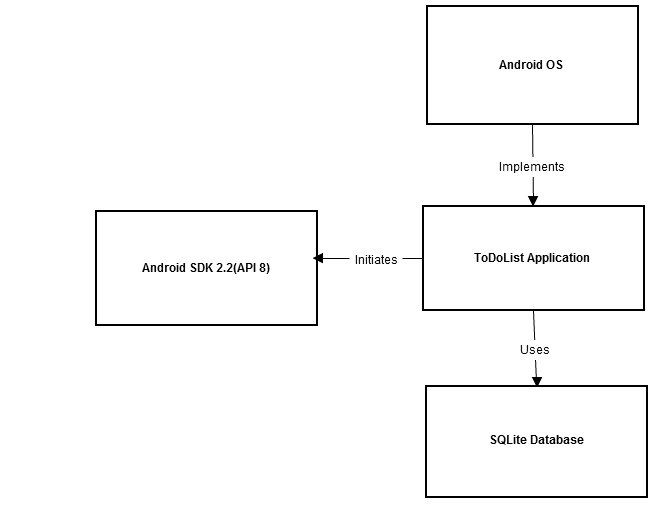 Android OS
Implements
Android SDK 2.2(API 8)
Initiates
ToDoList Application
Uses
SQLite Database